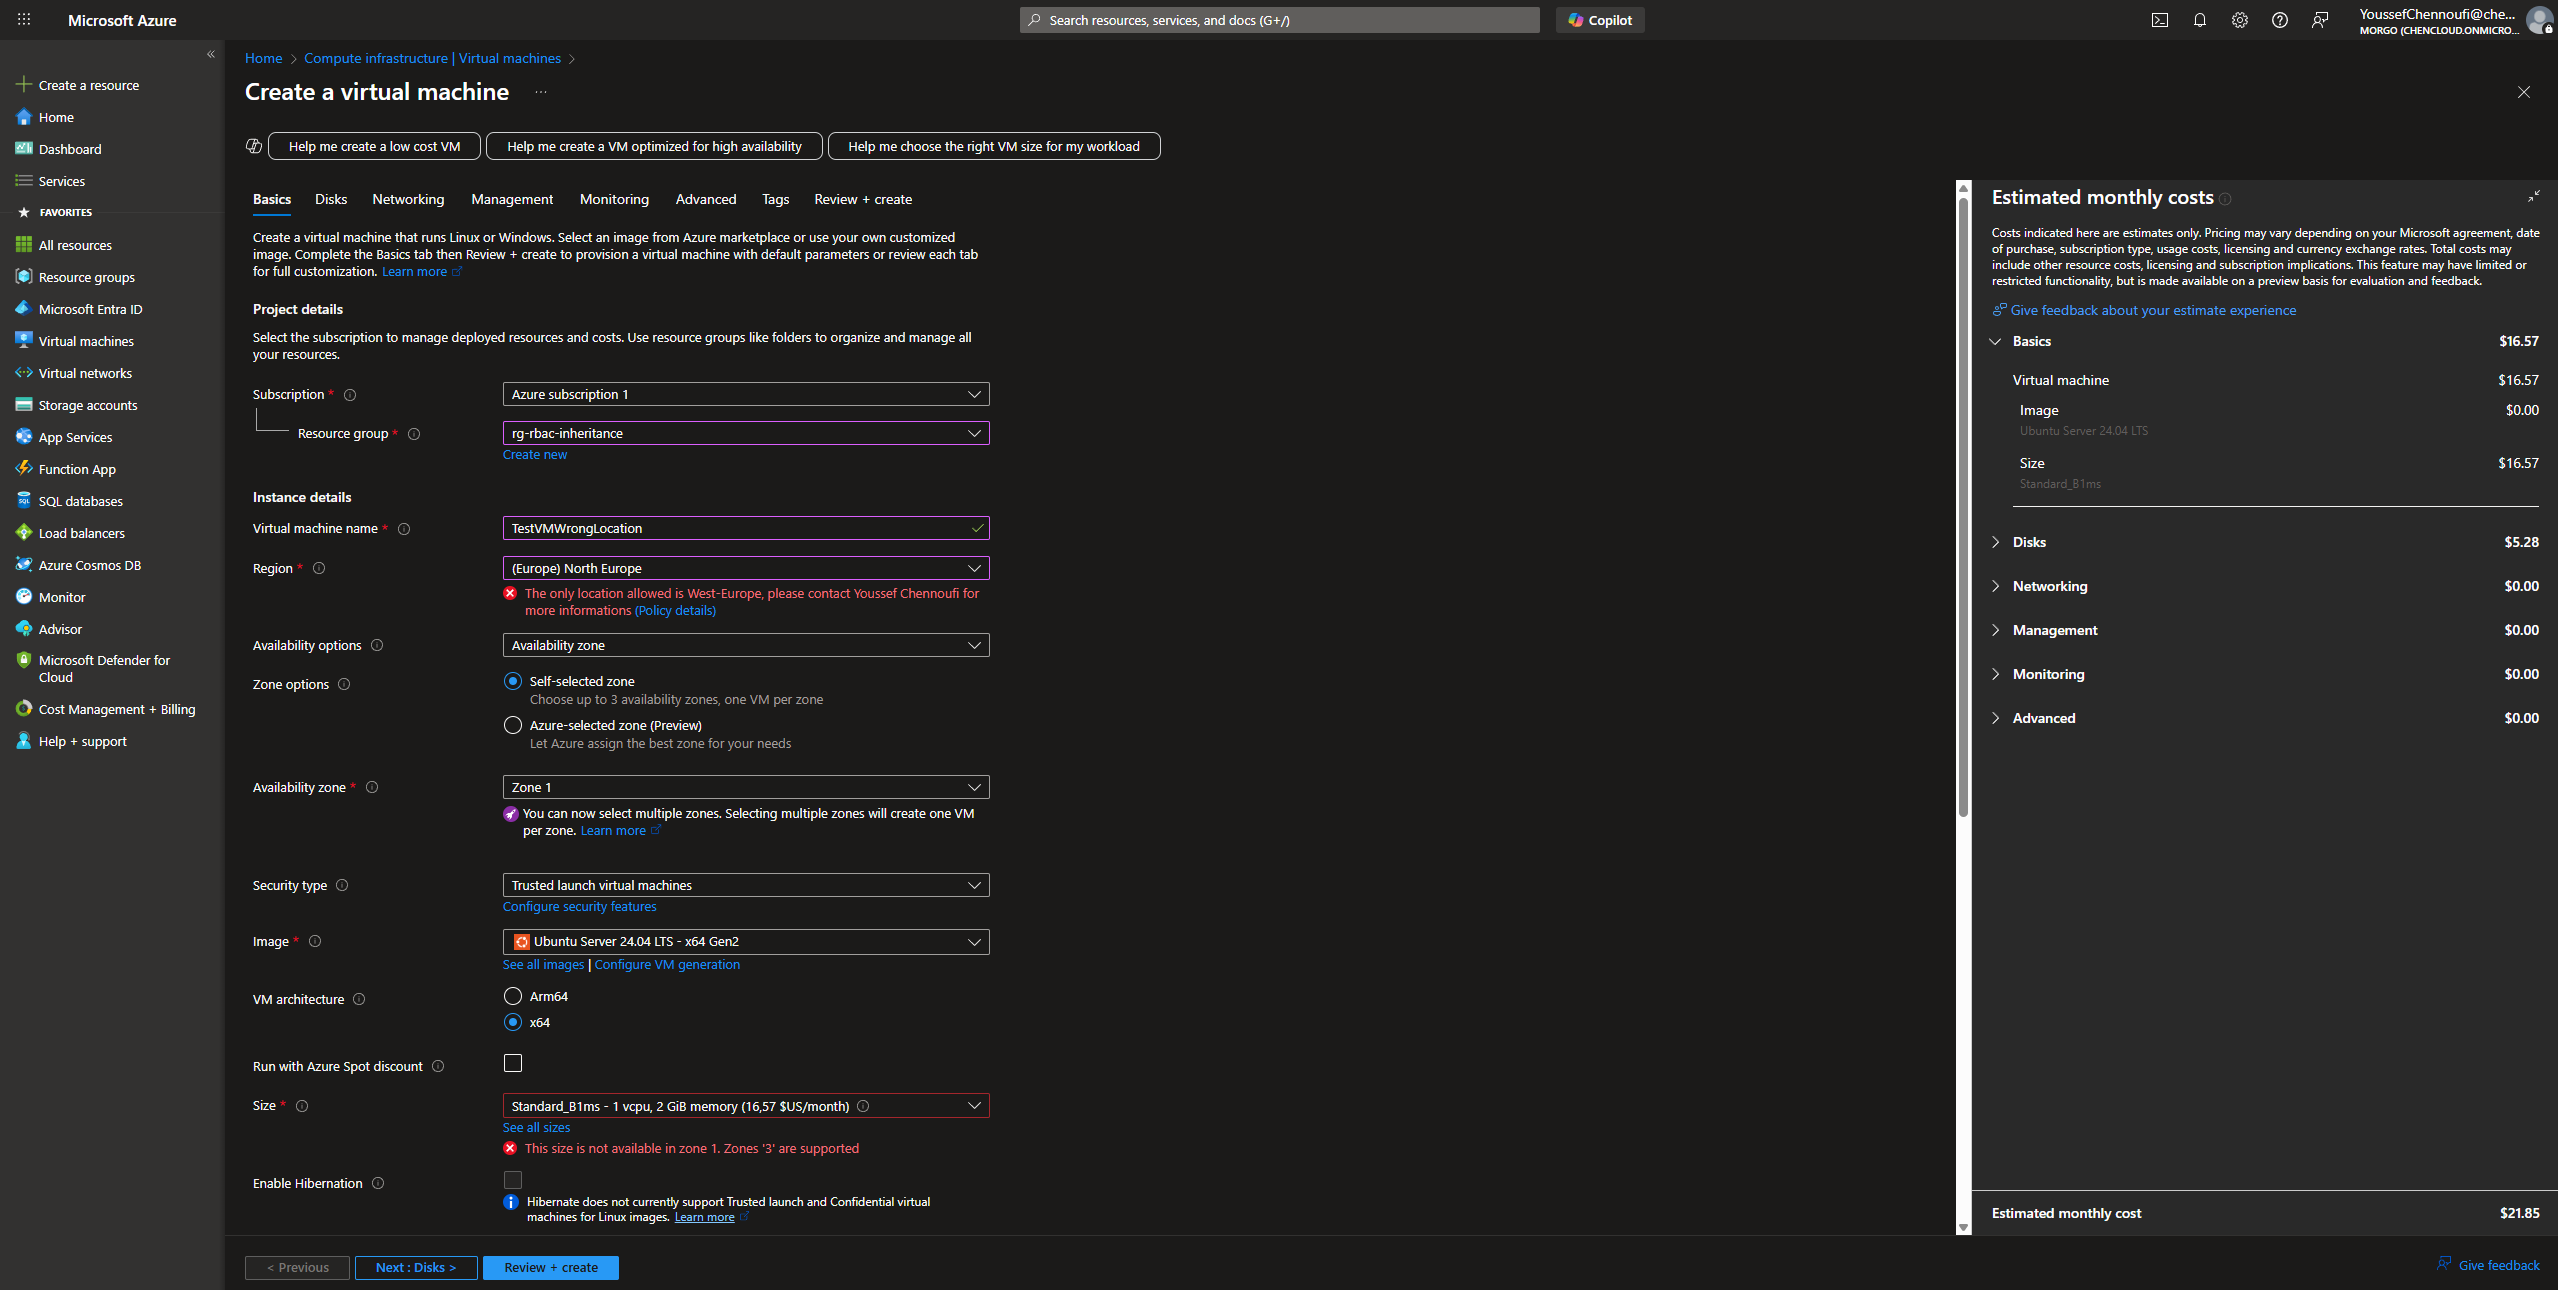 Microsoft Azure
Search resources, services, and docs (G+/)
Copilot
YoussefChennoufi@che...
MORGO (CHENCLOUD.ONMICRO...
Create a resource
Home
Dashboard
Services
FAVORITES
All resources
Resource groups
Microsoft Entra ID
Virtual machines
Virtual networks
Storage accounts
App Services
Function App
SQL databases
Load balancers
Azure Cosmos DB
Monitor
Advisor
Microsoft Defender for
Cloud
Cost Management + Billing
Help + support
Home > Compute infrastructure | Virtual machines >
Create a virtual machine ...
Help me create a low cost VM
Help me create a VM optimized for high availability
Help me choose the right VM size for my workload
Basics Disks Networking Management Monitoring Advanced Tags Review + create
Create a virtual machine that runs Linux or Windows. Select an image from Azure marketplace or use your own customized
image. Complete the Basics tab then Review + create to provision a virtual machine with default parameters or review each tab
for full customization. Learn more
Project details
Select the subscription to manage deployed resources and costs. Use resource groups like folders to organize and manage all
your resources.
Subscription *
Azure subscription 1
Resource group *
rg-rbac-inheritance
Create new
Instance details
Virtual machine name *
TestVMWrongLocation
Region *
(Europe) North Europe
The only location allowed is West-Europe, please contact Youssef Chennoufi for
more informations (Policy details)
Availability options
Availability zone
Zone options
Self-selected zone
Choose up to 3 availability zones, one VM per zone
Azure-selected zone (Preview)
Let Azure assign the best zone for your needs
Availability zone *
Zone 1
You can now select multiple zones. Selecting multiple zones will create one VM
per zone. Learn more
Security type
Trusted launch virtual machines
Configure security features
Image *
Ubuntu Server 24.04 LTS - x64 Gen2
See all images | Configure VM generation
VM architecture
Arm64
x64
Run with Azure Spot discount
Size *
Standard_B1ms - 1 vcpu, 2 GiB memory (16,57 $US/month)
See all sizes
This size is not available in zone 1. Zones '3' are supported
Enable Hibernation
Hibernate does not currently support Trusted launch and Confidential virtual
machines for Linux images. Learn more
< Previous
Next : Disks >
Review + create
Estimated monthly costs
Costs indicated here are estimates only. Pricing may vary depending on your Microsoft agreement, date
of purchase, subscription type, usage costs, licensing and currency exchange rates. Total costs may
include other resource costs, licensing and subscription implications. This feature may have limited or
restricted functionality, but is made available on a preview basis for evaluation and feedback.
Give feedback about your estimate experience
Basics $16.57
Virtual machine $16.57
Image $0.00
Ubuntu Server 24.04 LTS
Size $16.57
Standard_B1ms
Disks $5.28
Networking $0.00
Management $0.00
Monitoring $0.00
Advanced $0.00
Estimated monthly cost $21.85
Give feedback